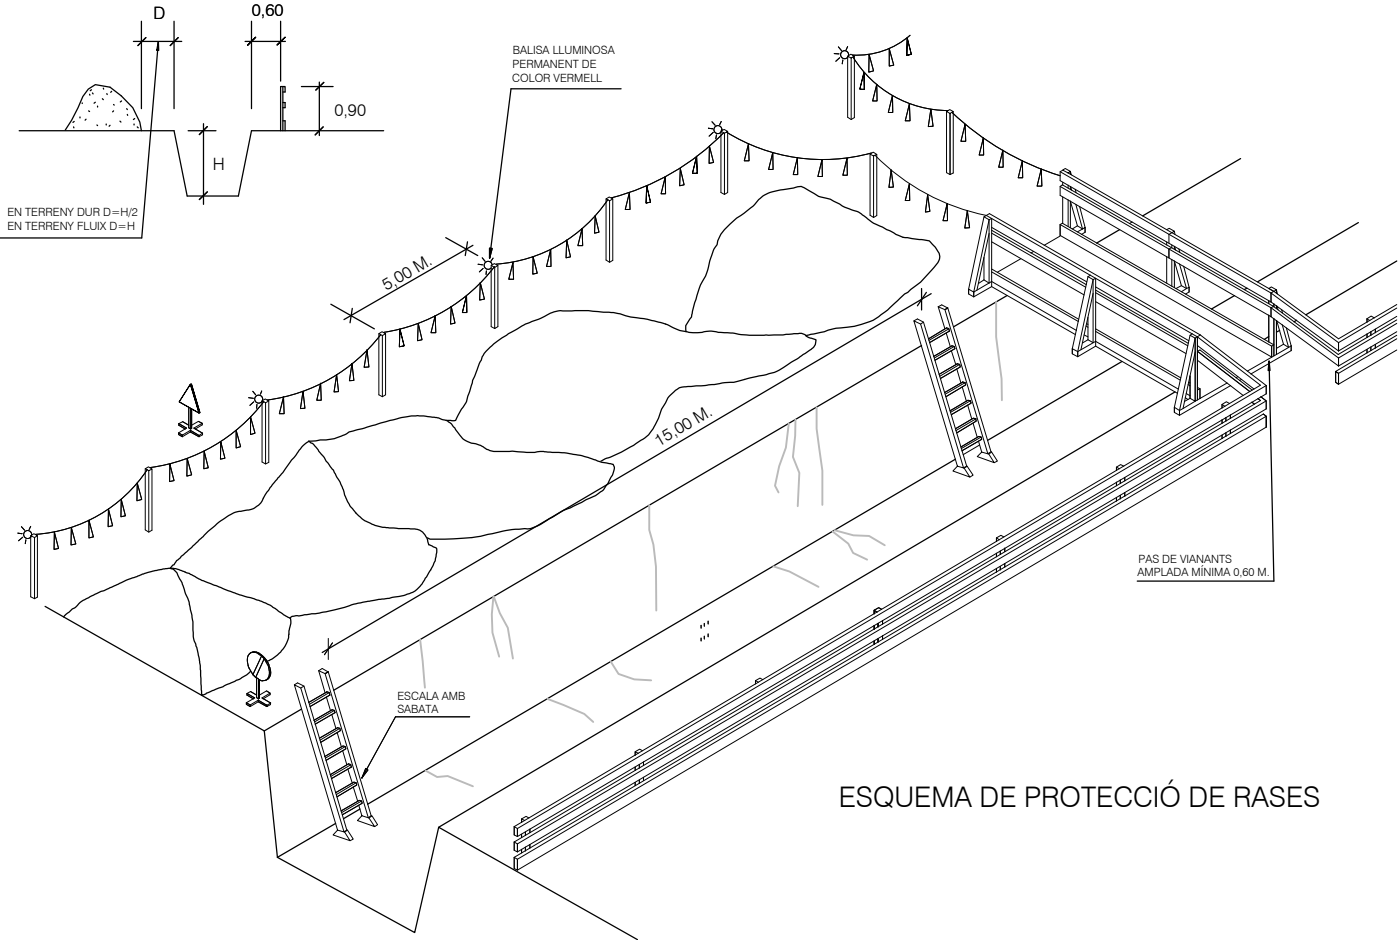 D
0,60
0,90
H
EN TERRENY DUR D=H/2
EN TERRENY FLUIX D=H
BALISA LLUMINOSA
PERMANENT DE
COLOR VERMELL
5,00 M.
15,00 M.
PAS DE VIANANTS
AMPLADA MÍNIMA 0,60 M.
ESCALA AMB
SABATA
ESQUEMA DE PROTECCIÓ DE RASES